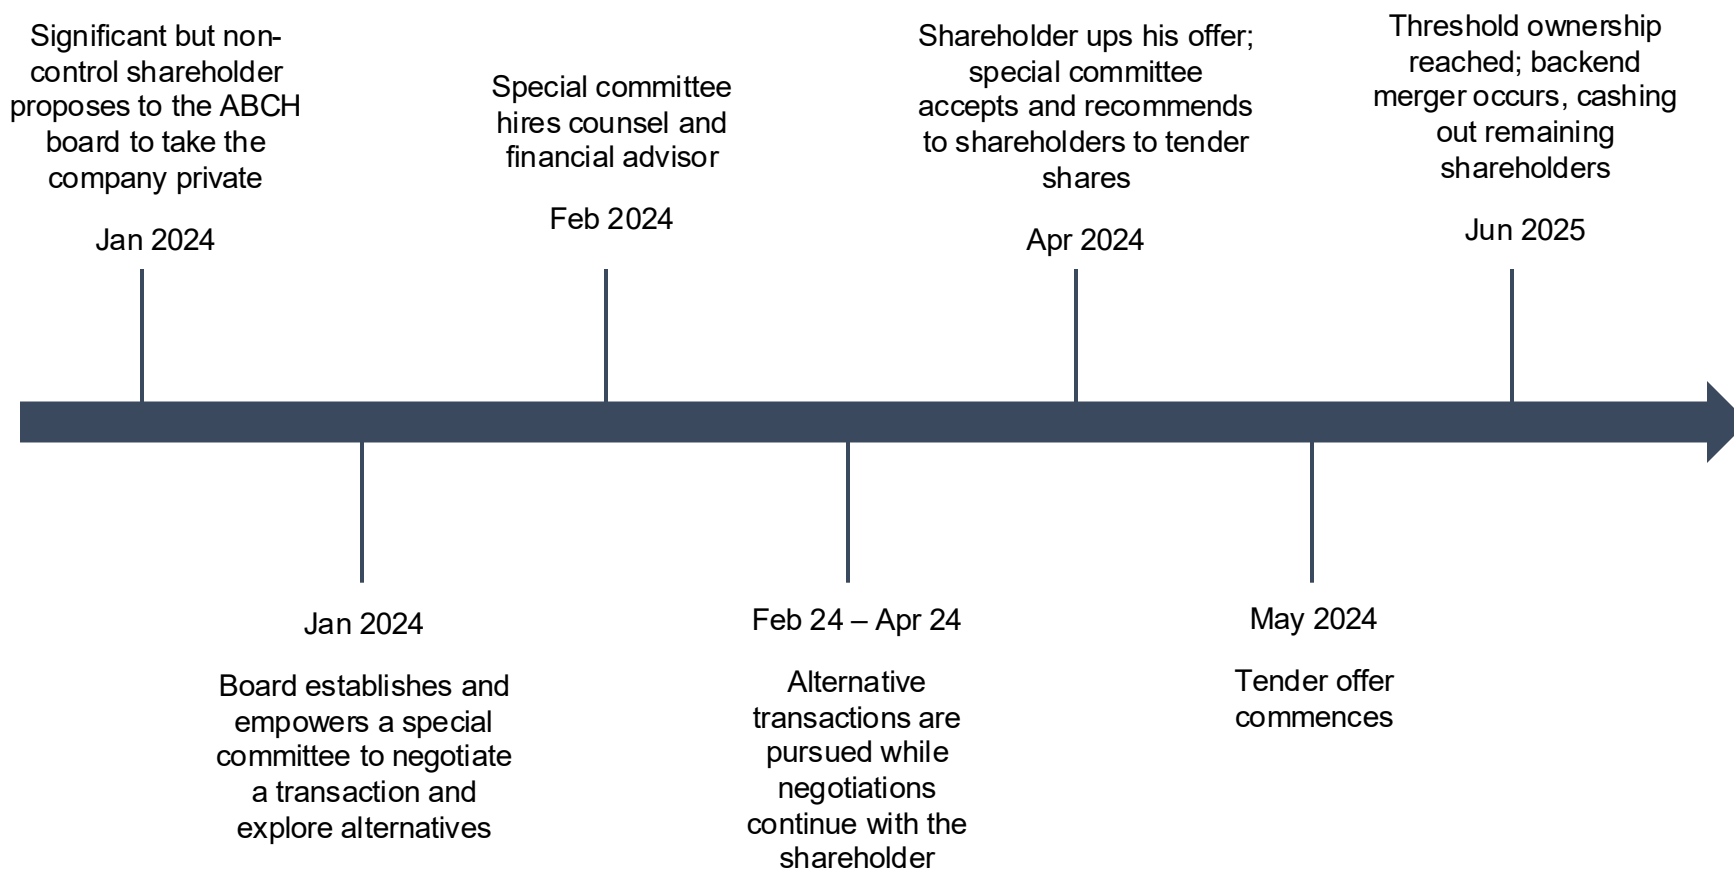 Significant but non-
control shareholder
proposes to the ABCH
board to take the
company private
Jan 2024
Special committee
hires counsel and
financial advisor
Feb 2024
Shareholder ups his offer;
special committee
accepts and recommends
to shareholders to tender
shares
Apr 2024
Threshold ownership
reached; backend
merger occurs, cashing
out remaining
shareholders
Jun 2025
Jan 2024
Board establishes and
empowers a special
committee to negotiate
a transaction and
explore alternatives
Feb 24 – Apr 24
Alternative
transactions are
pursued while
negotiations
continue with the
shareholder
May 2024
Tender offer
commences